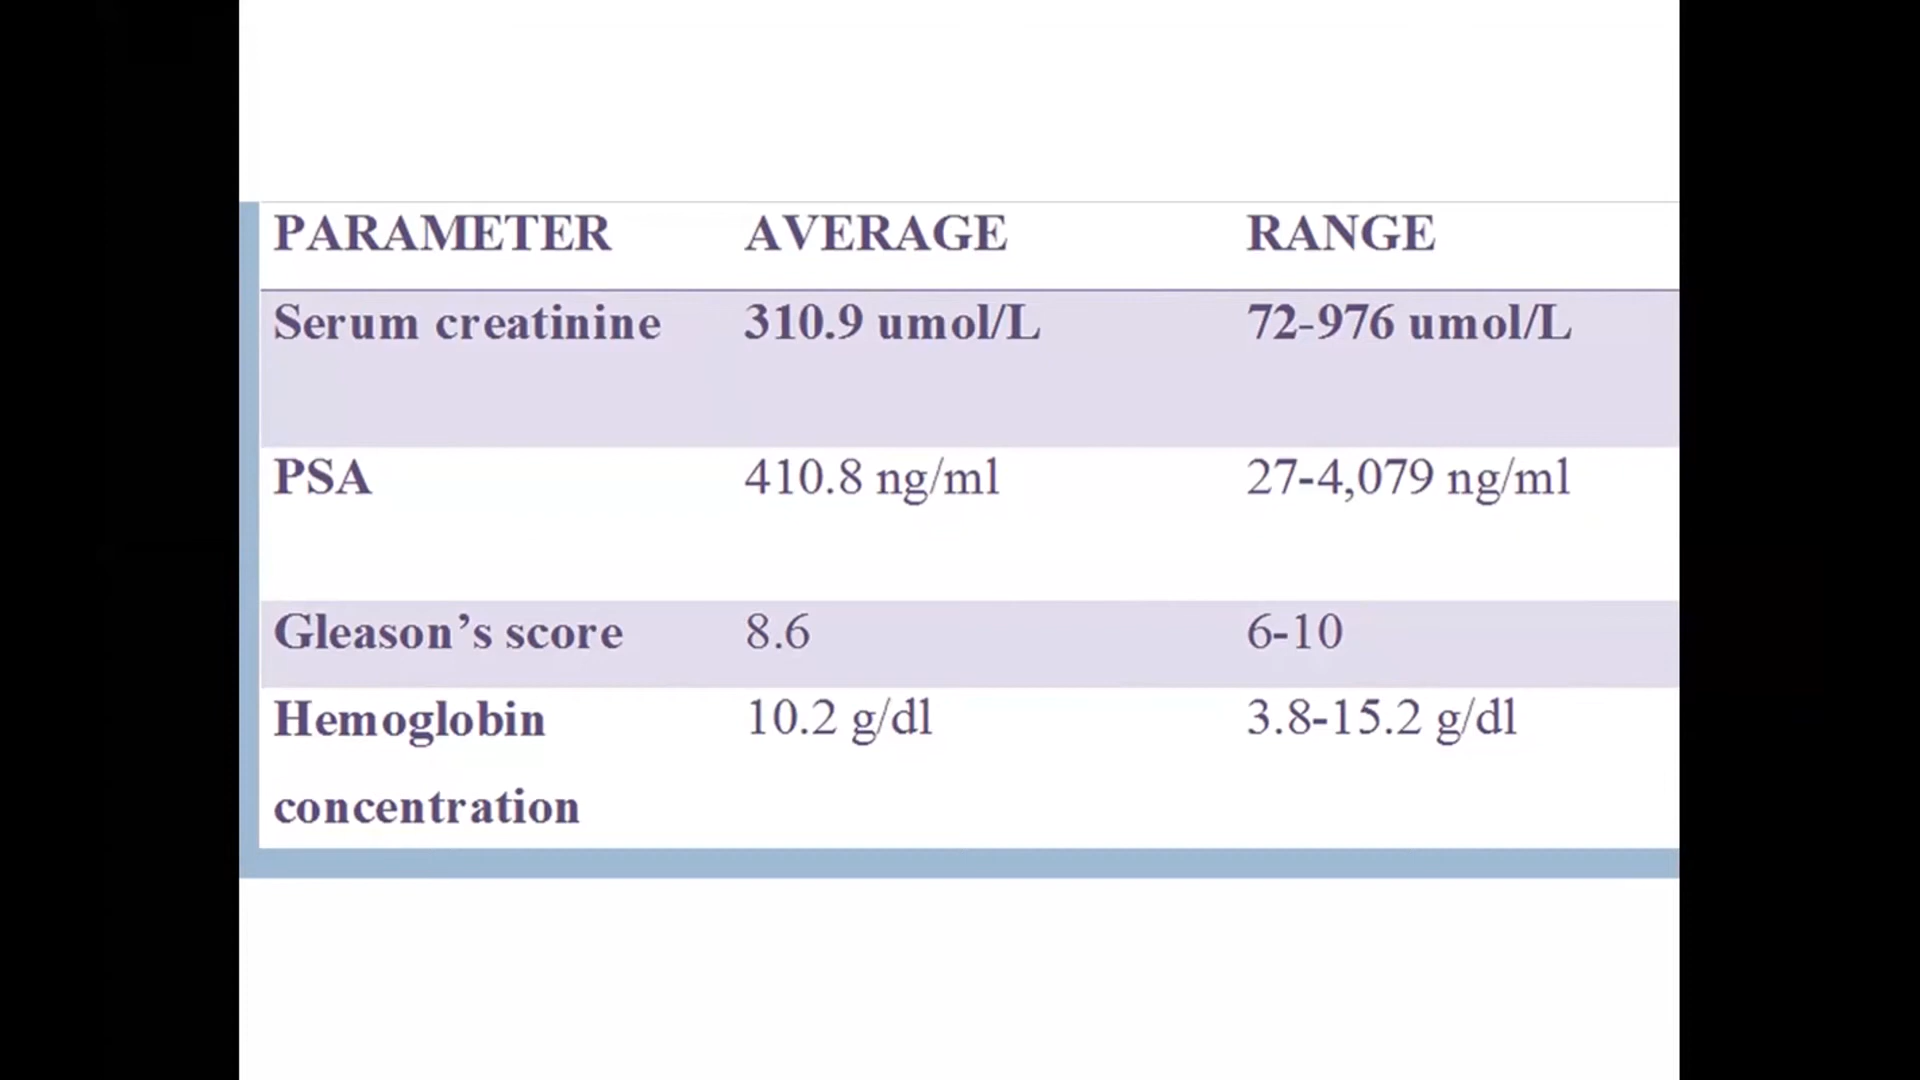 PARAMETER AVERAGE RANGE
Serum creatinine 310.9 umol/L 72-976 umol/L
PSA 410.8 ng/ml 27-4,079 ng/ml
Gleason’s score 8.6 6-10
Hemoglobin 10.2 g/dl 3.8-15.2 g/dl
concentration